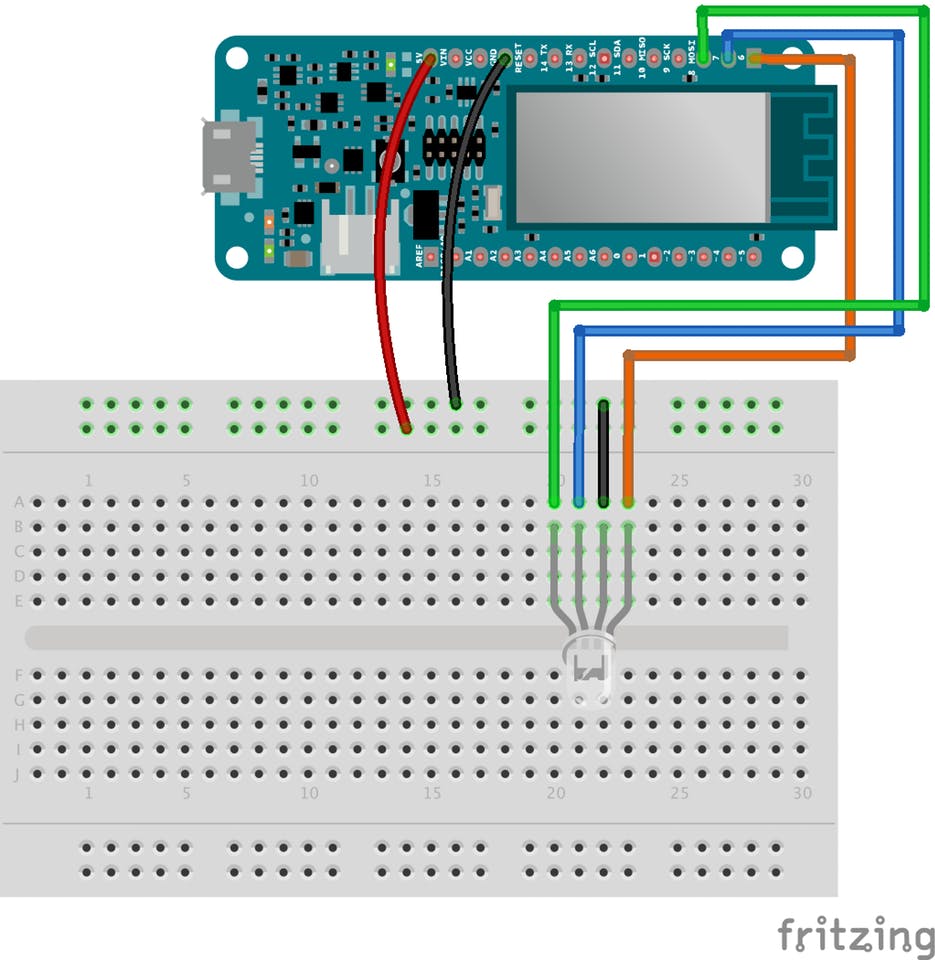 5V
VIN
VCC
GND
RESET
14 TX
13 RX
12 SCL
11 SDA
10 MISO
9 SCK
8 MOSI
7
6
AREF
A1
A2
A3
A4
A5
A6
0
1
~2
~3
~4
~5
1 5 10 15 25 30
A
B
C
D
E
F
G
H
I
J
1 5 10 15 20 25 30
fritzing